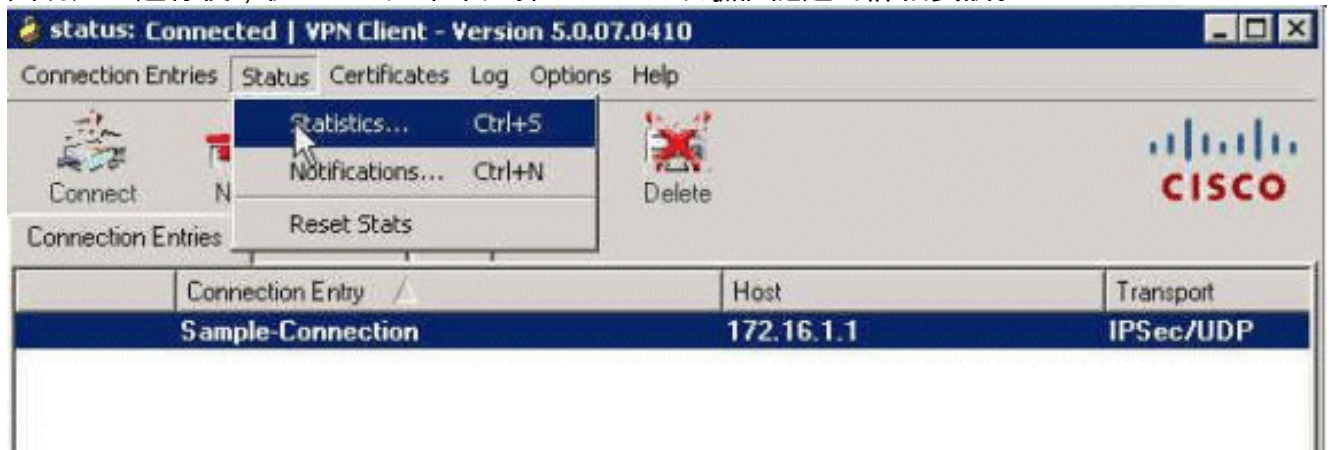 status: Connected | VPN Client - Version 5.0.07.0410
Connection Entries Status Certificates Log Options Help
Statistics... Ctrl+S
Notifications... Ctrl+N
Reset Stats
Connect N Delete
CISCO
Connection Entries
Connection Entry Host Transport
Sample-Connection 172.16.1.1 IPSec/UDP